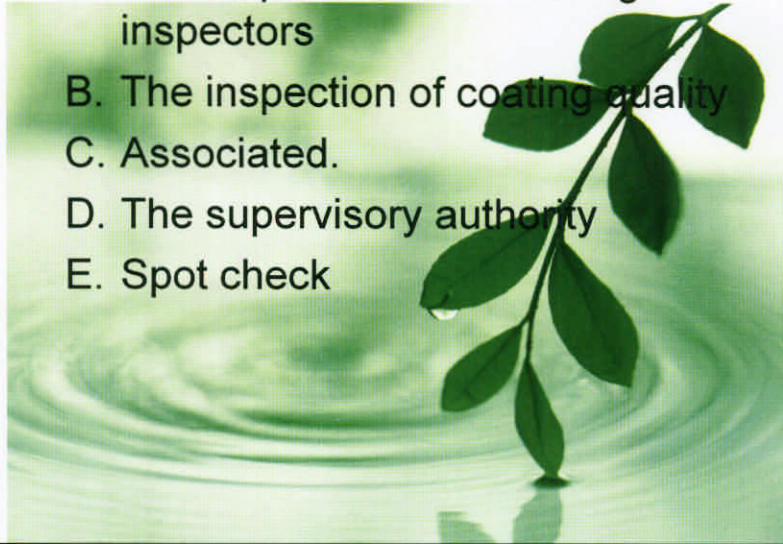 inspectors
B. The inspection of coating quality
C. Associated.
D. The supervisory authority
E. Spot check